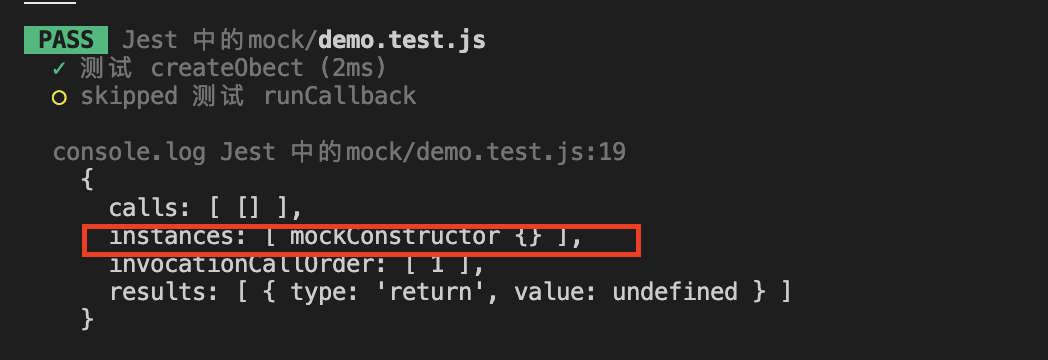 PASS Jest 中的mock/demo.test.js
✓ 测试 createObect (2ms)
○ skipped 测试 runCallback
console.log Jest 中的mock/demo.test.js:19
{
calls: [ [] ],
instances: [ mockConstructor {} ],
invocationCallOrder: [ 1 ],
results: [ { type: 'return', value: undefined } ]
}